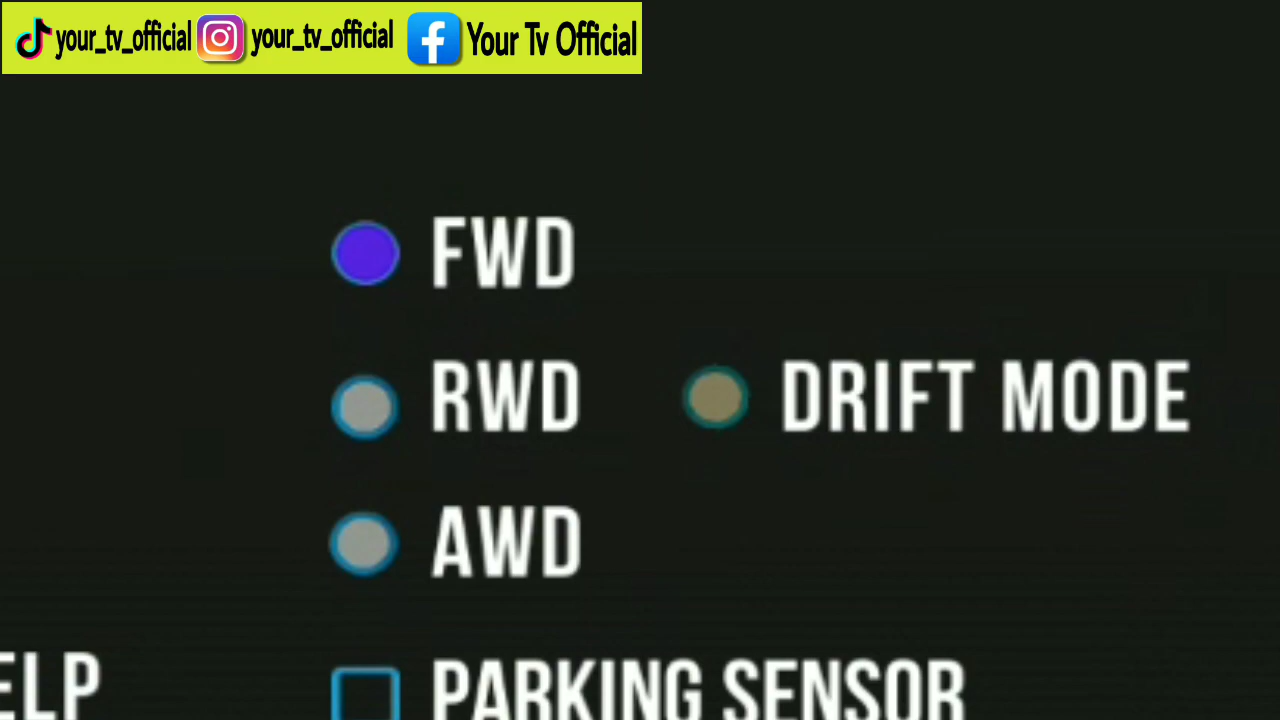 your_tv_official your_tv_official Your Tv Official
FWD
RWD DRIFT MODE
AWD
ELP PARKING SENSOR